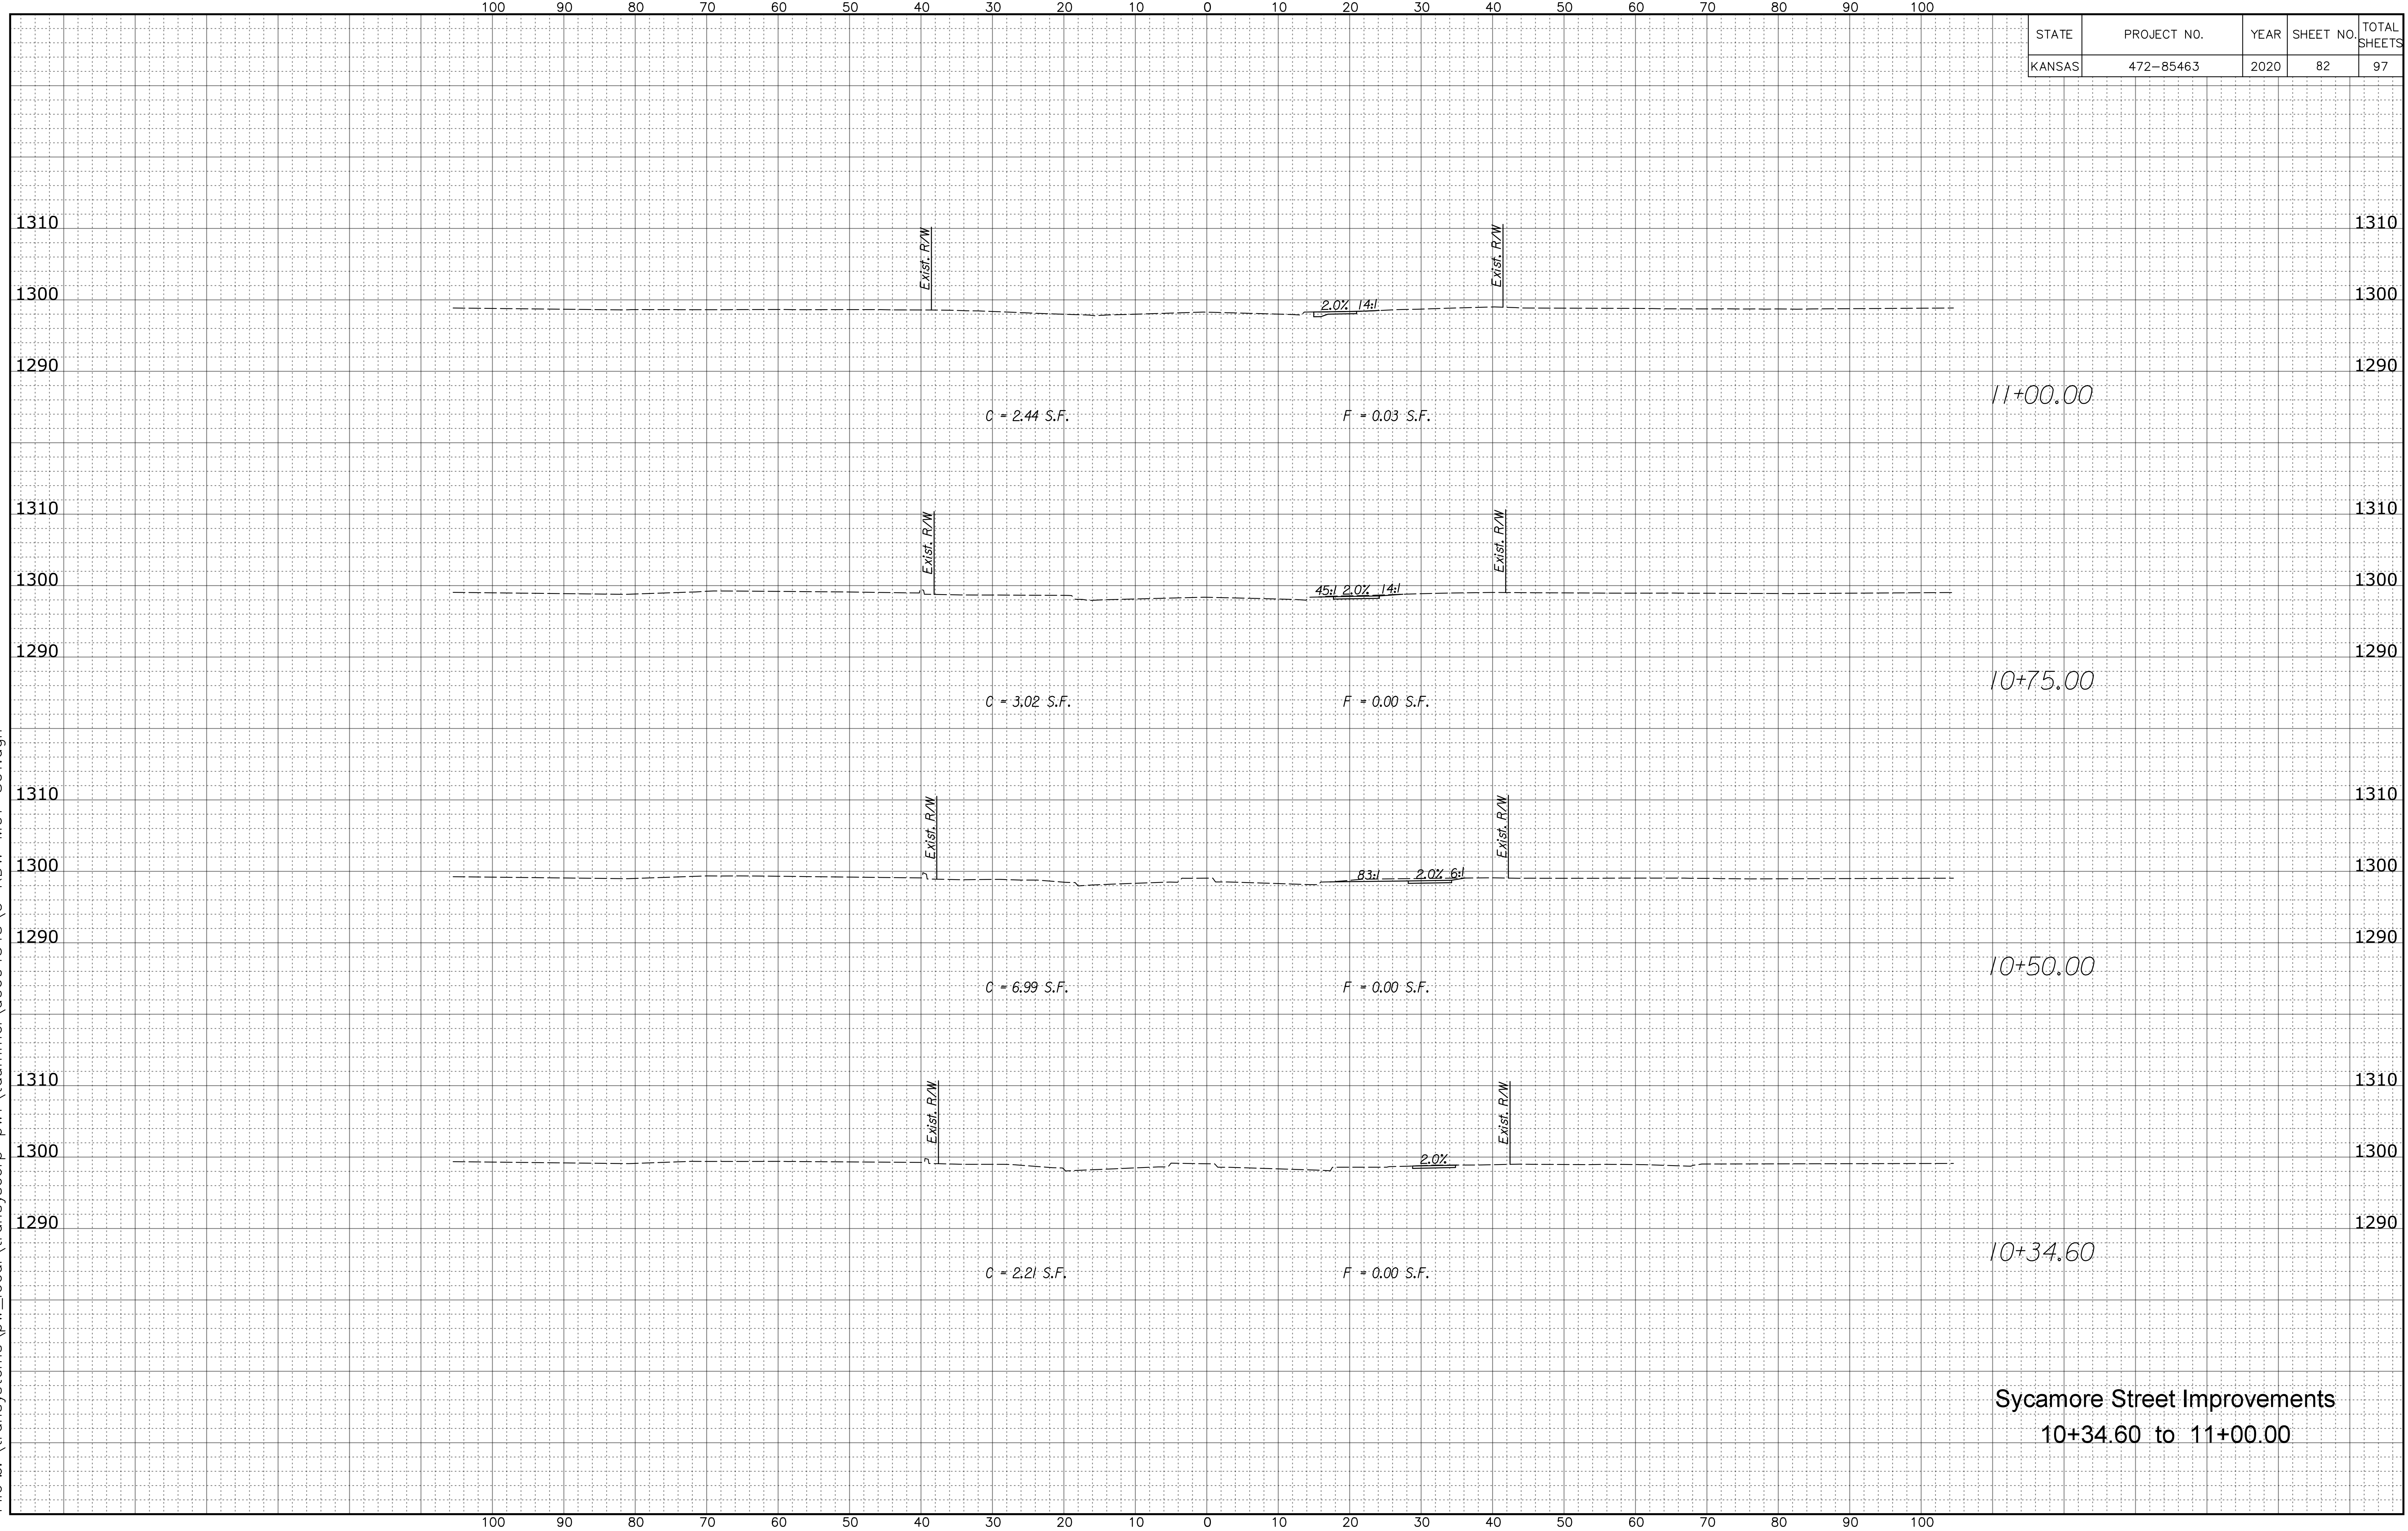 100 90 80 70 60 50 40 30 20 10 0 10 20 30 40 50 60 70 80 90 100
STATE PROJECT NO. YEAR SHEET NO. TOTAL SHEETS
KANSAS 472-85463 2020 82 97
1310 Exist. R/W Exist. R/W 1310
1300 2.0% 14:1 1300
1290 1290
11+00.00
C = 2.44 S.F. F = 0.03 S.F.
1310 Exist. R/W Exist. R/W 1310
1300 45:1 2.0% 14:1 1300
1290 1290
10+75.00
C = 3.02 S.F. F = 0.00 S.F.
1310 Exist. R/W Exist. R/W 1310
1300 83:1 2.0% 6:1 1300
1290 1290
10+50.00
C = 6.99 S.F. F = 0.00 S.F.
1310 Exist. R/W Exist. R/W 1310
1300 2.0% 1300
1290 1290
10+34.60
C = 2.21 S.F. F = 0.00 S.F.
Sycamore Street Improvements
10+34.60 to 11+00.00
100 90 80 70 60 50 40 30 20 10 0 10 20 30 40 50 60 70 80 90 100